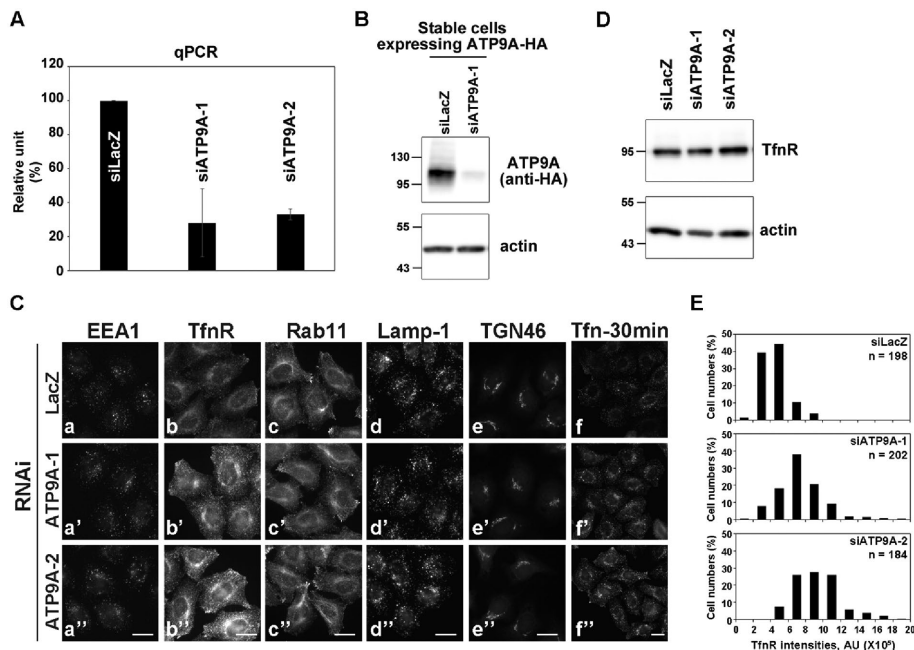 A
qPCR
Relative unit
(%)
120
100
80
60
40
20
0
siLacZ
siATP9A-1
siATP9A-2
B
Stable cells
expressing ATP9A-HA
siLacZ
siATP9A-1
130
95
ATP9A
(anti-HA)
55
43
actin
D
siLacZ
siATP9A-1
siATP9A-2
95
TfnR
55
43
actin
C
EEA1 TfnR Rab11 Lamp-1 TGN46 Tfn-30min
RNAi
LacZ
a b c d e f
ATP9A-1
a' b' c' d' e' f'
ATP9A-2
a'' b'' c'' d'' e'' f''
E
Cell numbers (%)
50
40
30
20
10
0
siLacZ
n = 198
Cell numbers (%)
50
40
30
20
10
0
siATP9A-1
n = 202
Cell numbers (%)
50
40
30
20
10
0
siATP9A-2
n = 184
0 2 4 6 8 10 12 14 16 18 20
TfnR intensities, AU (X10⁵)